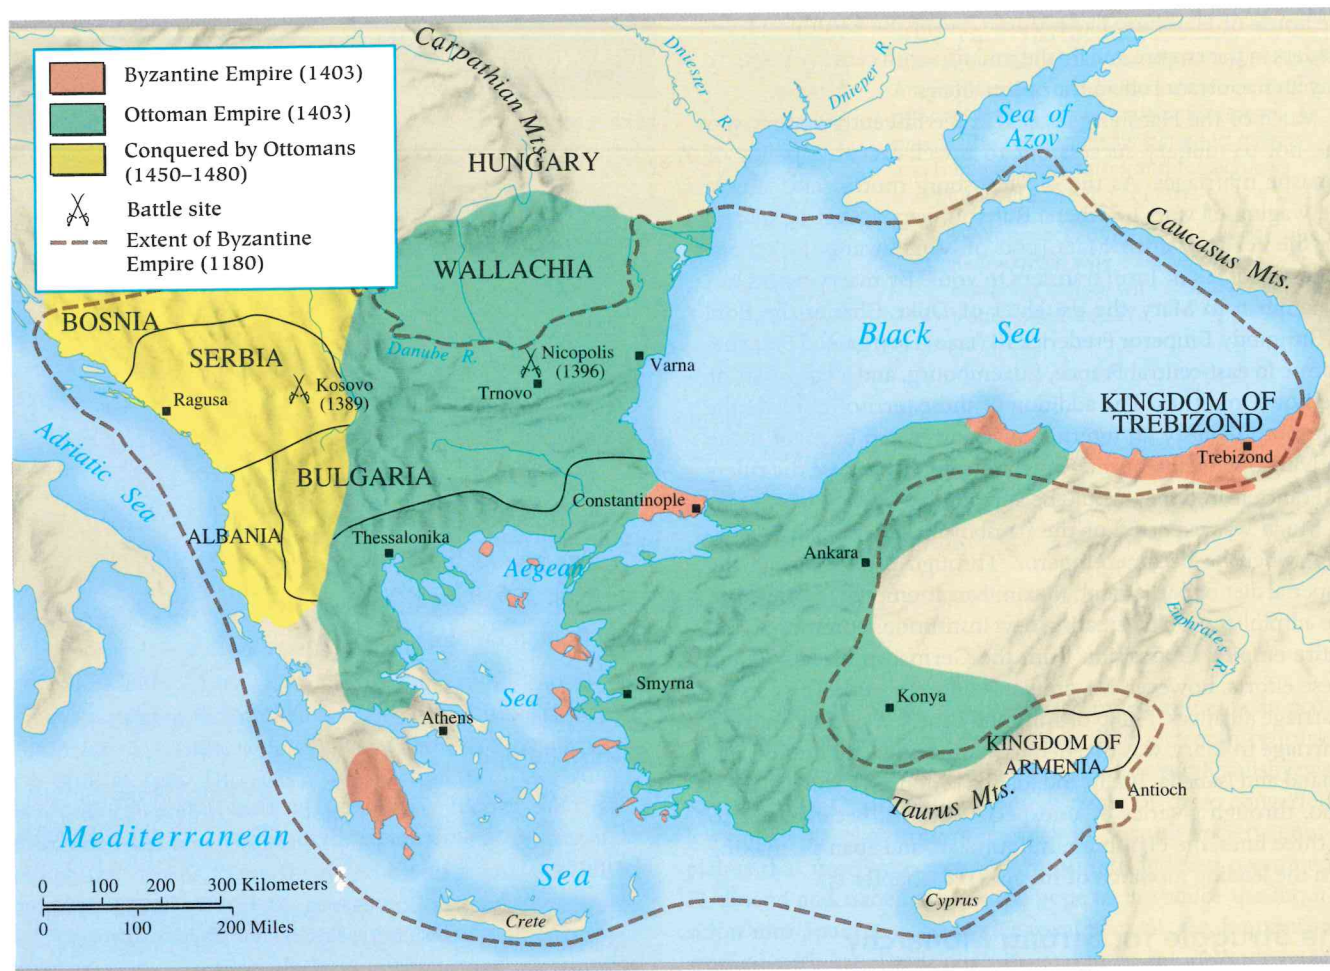 Byzantine Empire (1403)
Ottoman Empire (1403)
Conquered by Ottomans
(1450–1480)
Battle site
Extent of Byzantine
Empire (1180)
Carpathian Mts.
Dniester R.
Dnieper R.
Sea of
Azov
HUNGARY
Caucasus Mts.
WALLACHIA
BOSNIA
SERBIA
Danube R.
Nicopolis
(1396)
Varna
Black Sea
Kosovo
(1389)
Trnovo
Ragusa
KINGDOM OF
TREBIZOND
Trebizond
Adriatic Sea
BULGARIA
Constantinople
ALBANIA
Thessalonika
Ankara
Aegean
Sea
Euphrates R.
Smyrna
Konya
Athens
KINGDOM OF
ARMENIA
Taurus Mts.
Antioch
Mediterranean
Sea
0 100 200 300 Kilometers
0 100 200 Miles
Crete
Cyprus